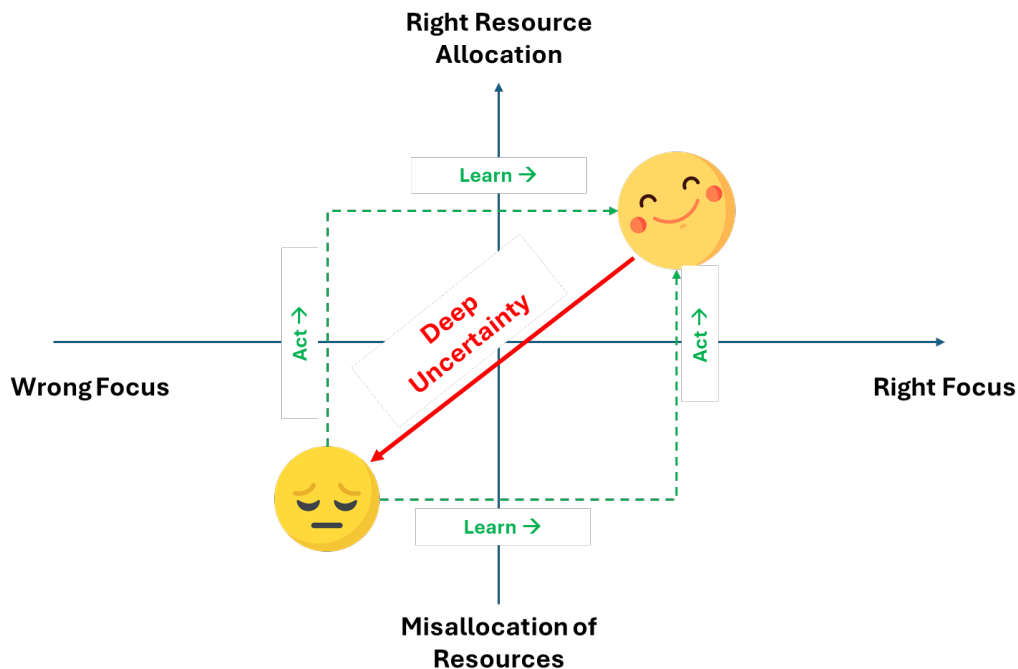 Right Resource
Allocation
Learn →
Deep
Uncertainty
Act →
Act →
Wrong Focus
Right Focus
Learn →
Misallocation of
Resources